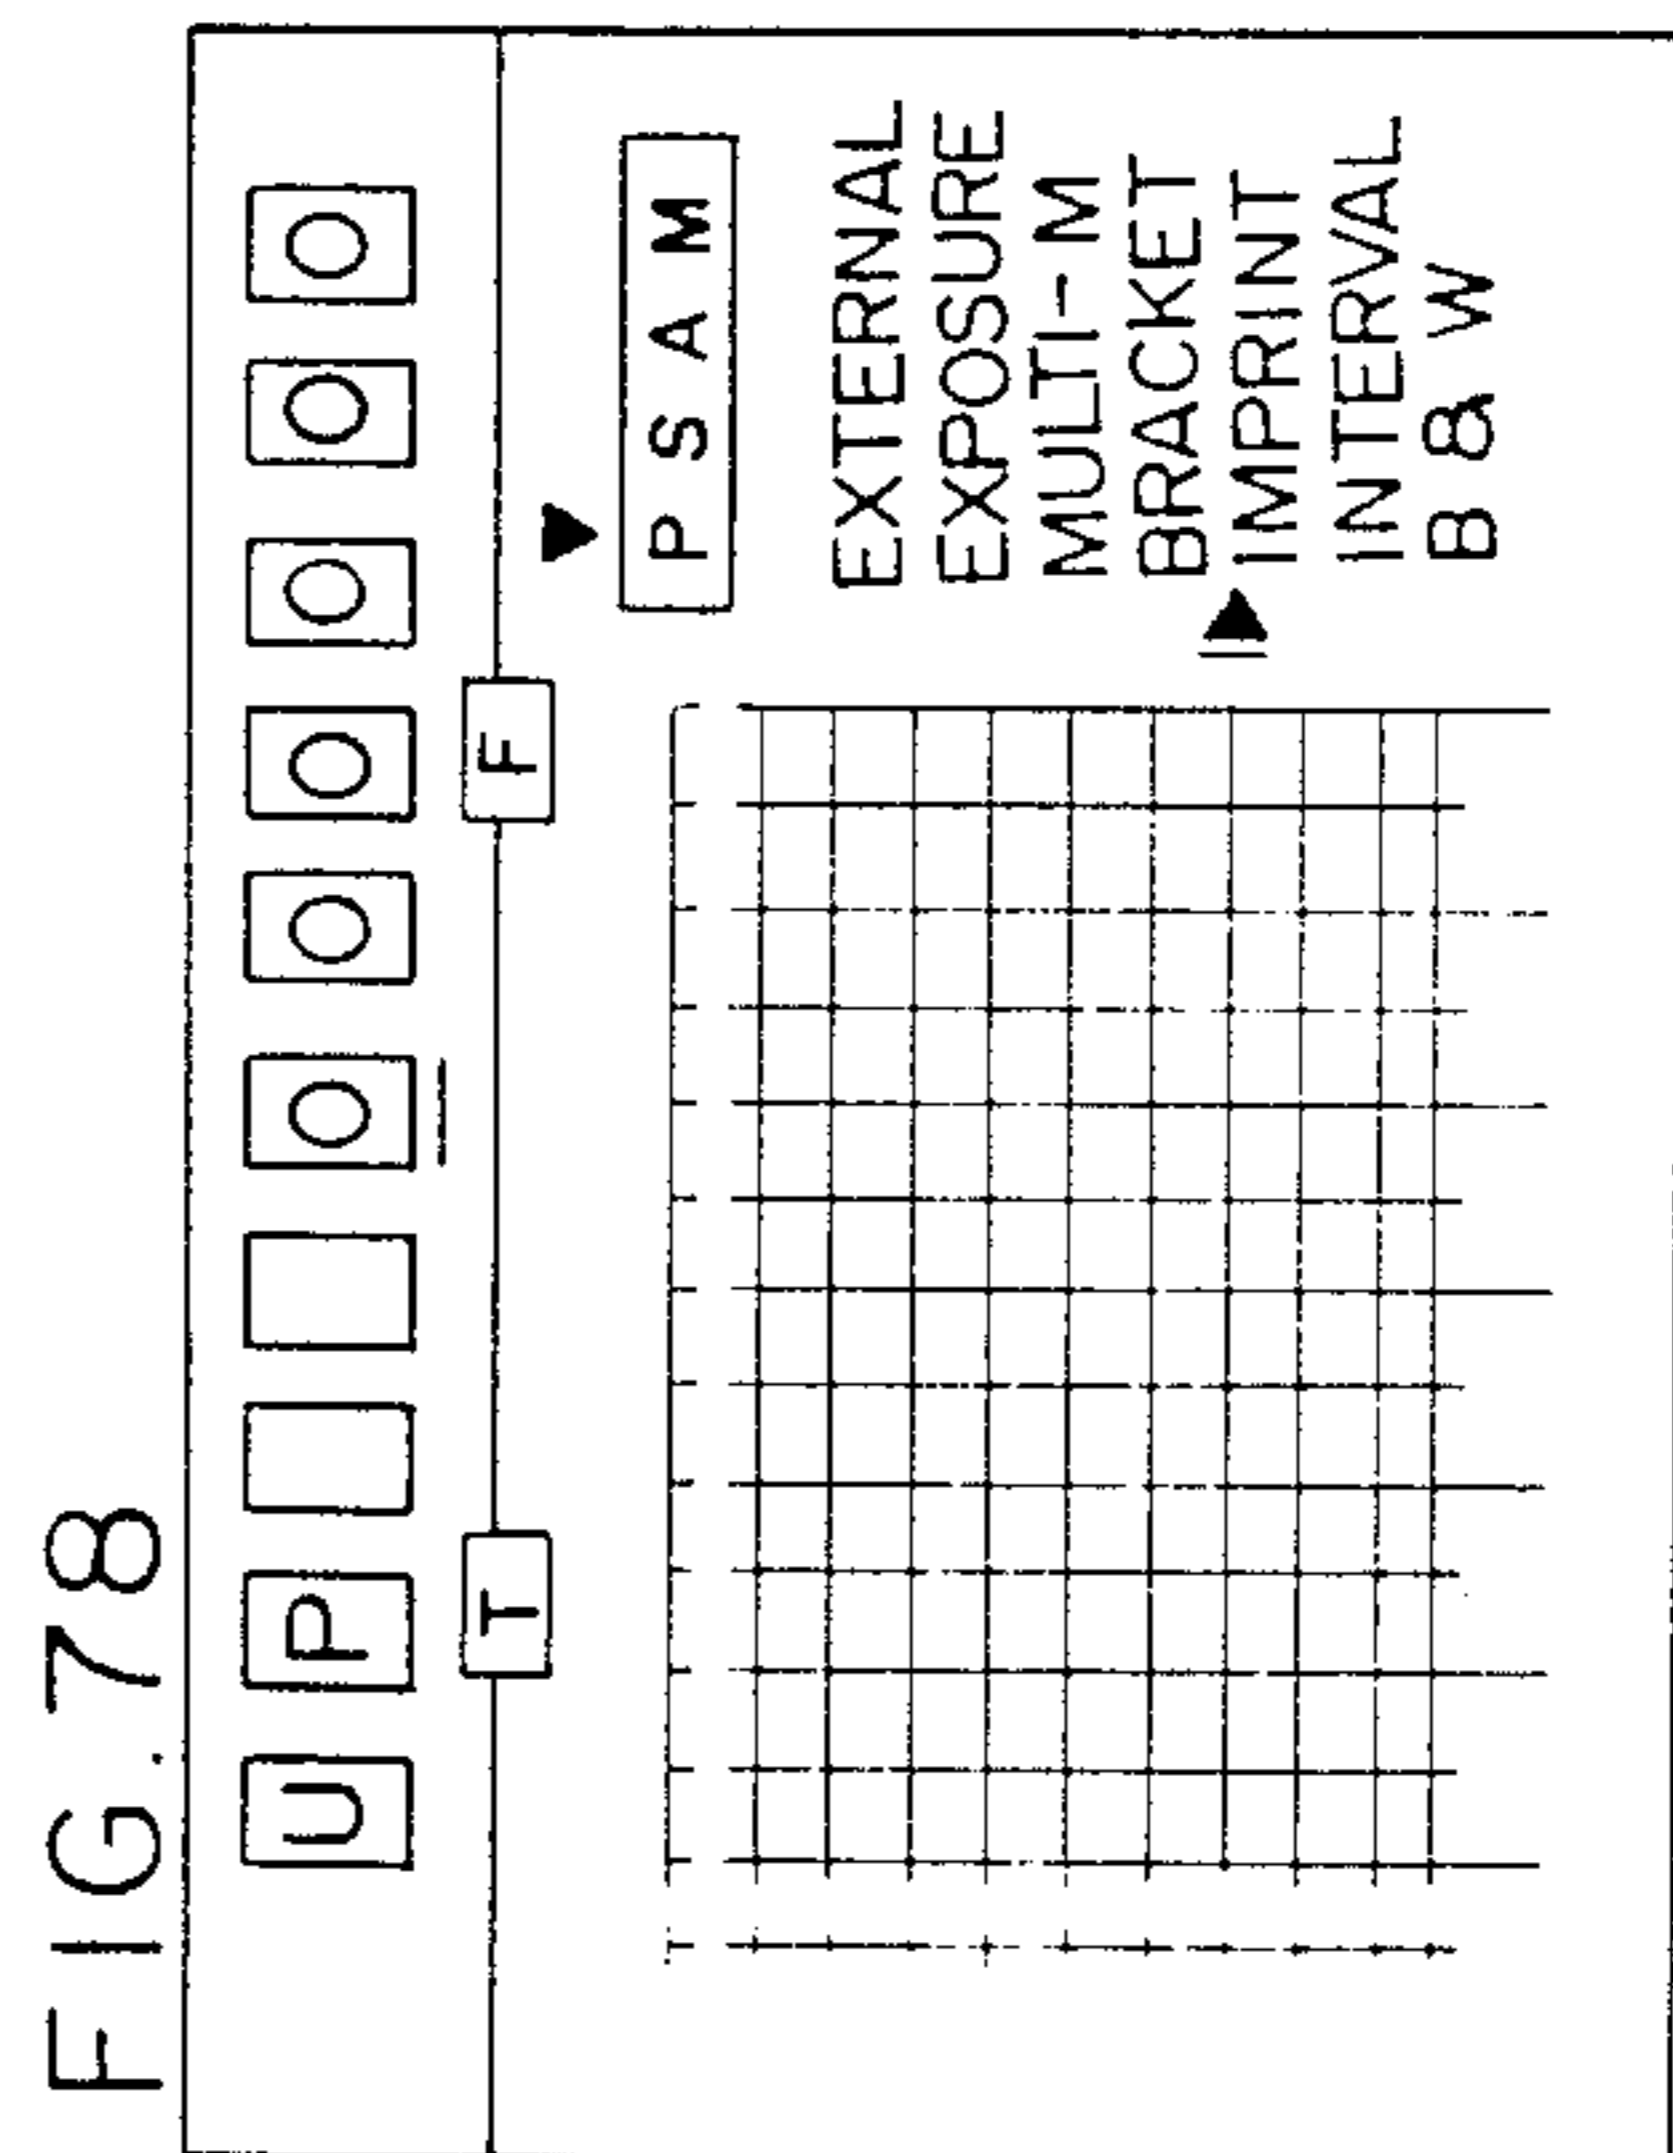 FIG.78
U P O O O O O O
T F
P S A M
EXTERNAL
EXPOSURE
MULTI-M
BRACKET
IMPRINT
INTERVAL
B & W